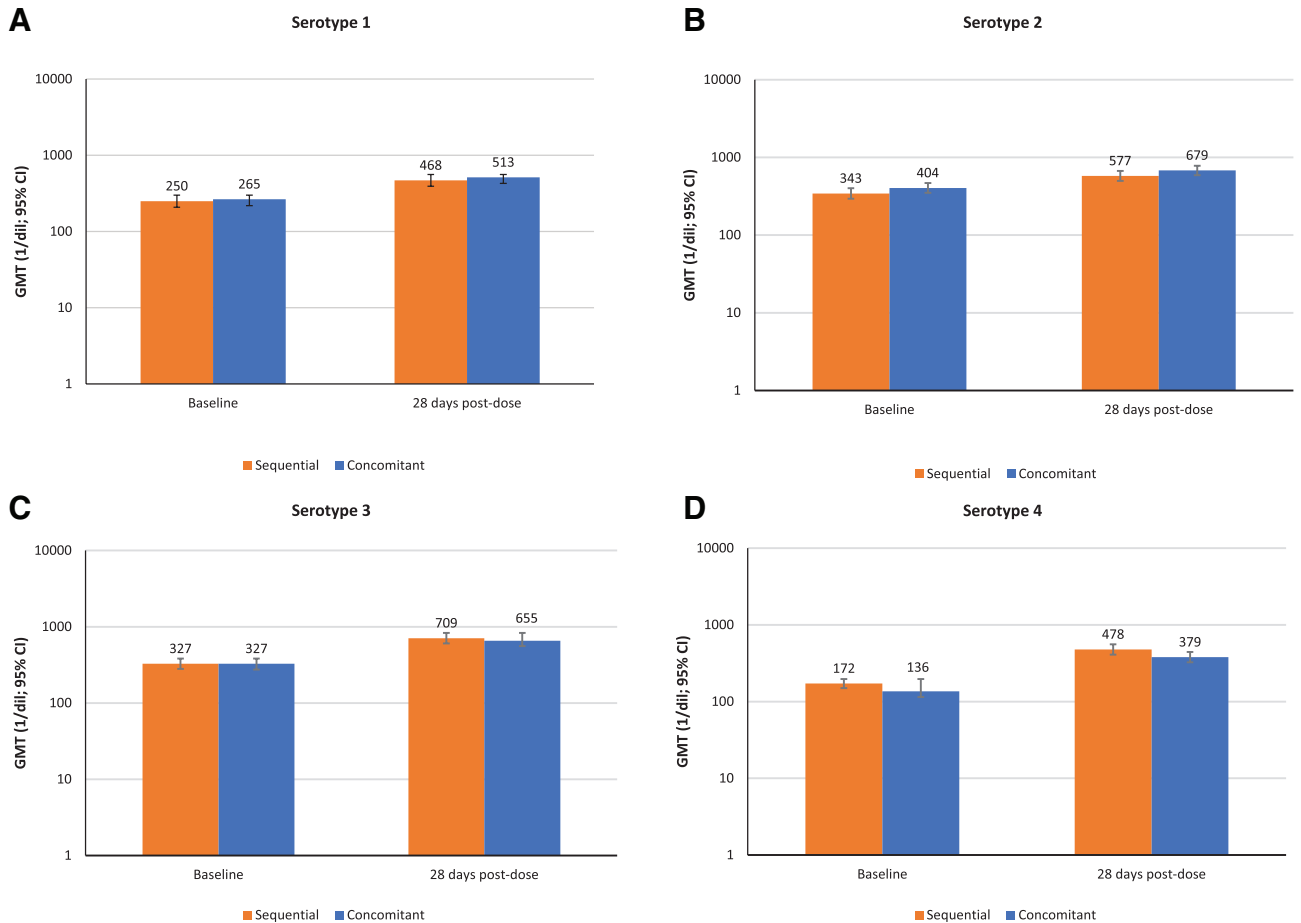 A
Serotype 1
GMT (1/dil; 95% CI)
10000
1000
100
10
1
250
265
468
513
Baseline
28 days post-dose
Sequential
Concomitant
B
Serotype 2
GMT (1/dil; 95% CI)
10000
1000
100
10
1
343
404
577
679
Baseline
28 days post-dose
Sequential
Concomitant
C
Serotype 3
GMT (1/dil; 95% CI)
10000
1000
100
10
1
327
327
709
655
Baseline
28 days post-dose
Sequential
Concomitant
D
Serotype 4
GMT (1/dil; 95% CI)
10000
1000
100
10
1
172
136
478
379
Baseline
28 days post-dose
Sequential
Concomitant